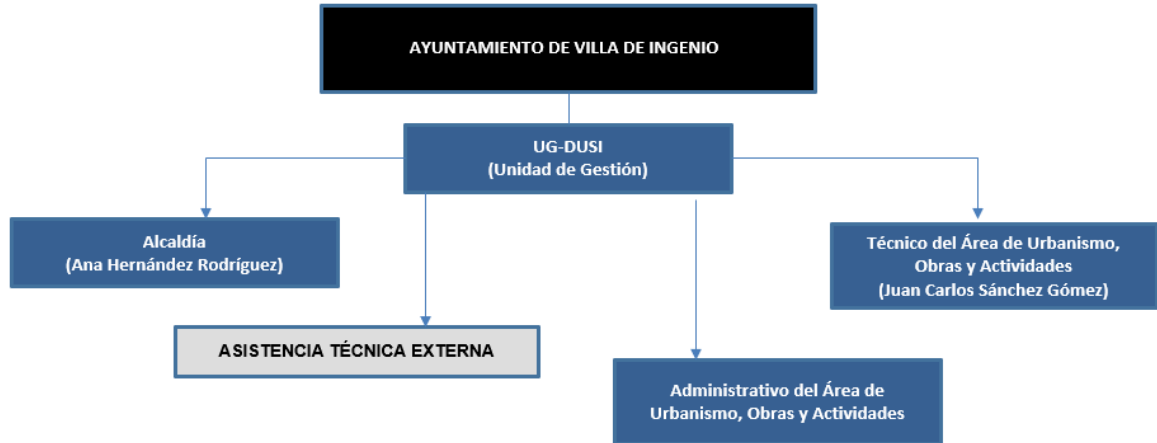 AYUNTAMIENTO DE VILLA DE INGENIO
UG-DUSI
(Unidad de Gestión)
Alcaldía
(Ana Hernández Rodríguez)
Técnico del Área de Urbanismo,
Obras y Actividades
(Juan Carlos Sánchez Gómez)
ASISTENCIA TÉCNICA EXTERNA
Administrativo del Área de
Urbanismo, Obras y Actividades